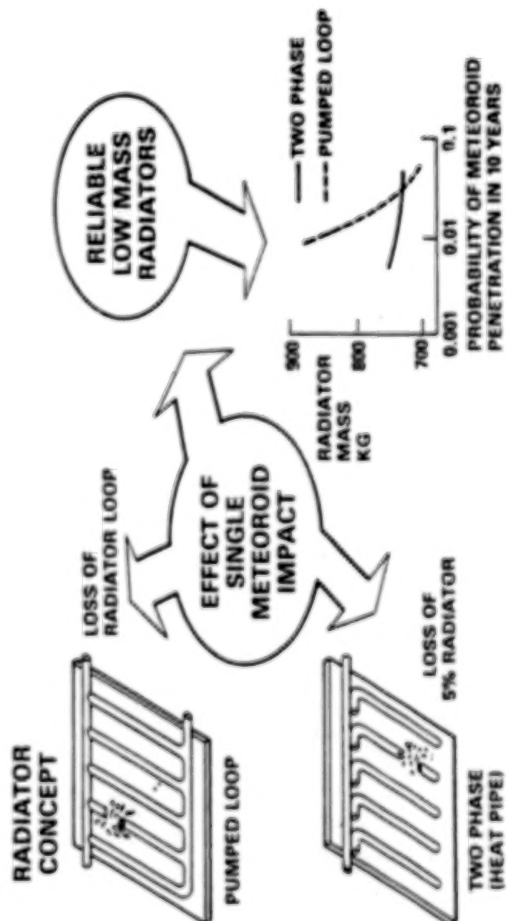 RADIATOR
CONCEPT
PUMPED LOOP
LOSS OF
RADIATOR LOOP
EFFECT OF
SINGLE
METEOROID
IMPACT
TWO PHASE
(HEAT PIPE)
LOSS OF
5% RADIATOR
RELIABLE
LOW MASS
RADIATORS
RADIATOR
MASS
KG
900
800
700
TWO PHASE
PUMPED LOOP
0.001
0.01
0.1
PROBABILITY OF METEOROID
PENETRATION IN 10 YEARS